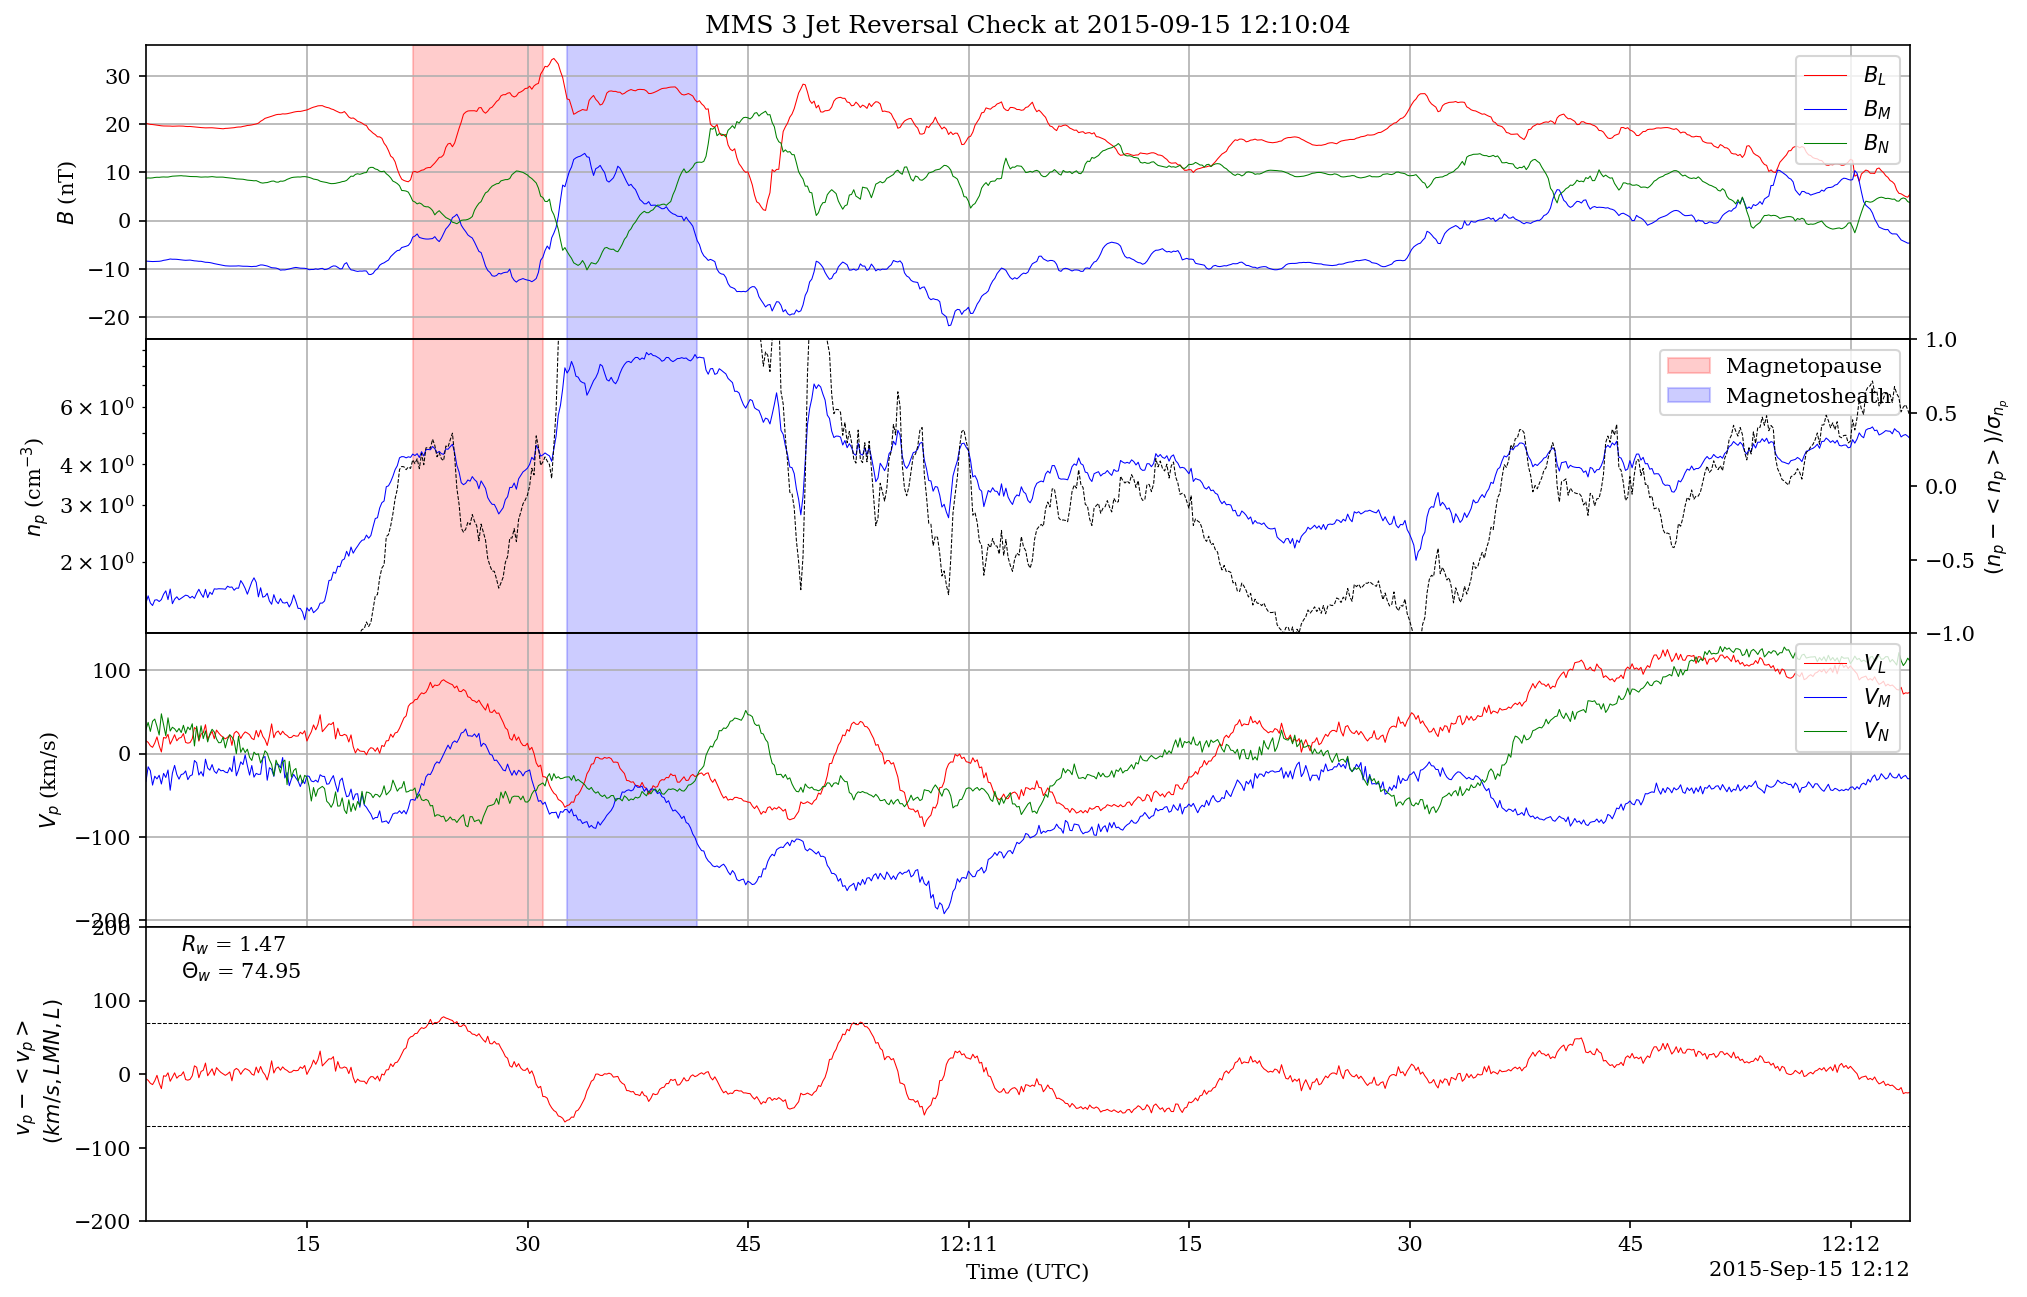 MMS 3 Jet Reversal Check at 2015-09-15 12:10:04
B (nT)
30
20
10
0
−10
−20
B_L
B_M
B_N
n_p (cm^{−3})
6 × 10^0
4 × 10^0
3 × 10^0
2 × 10^0
Magnetopause
Magnetosheath
1.0
0.5
0.0
−0.5
−1.0
(n_p − < n_p >)/σ_{n_p}
V_p (km/s)
100
0
−100
−200
V_L
V_M
V_N
R_w = 1.47
Θ_w = 74.95
v_p − < v_p >
(km/s, LMN, L)
200
100
0
−100
−200
15
30
45
12:11
15
30
45
12:12
Time (UTC)
2015-Sep-15 12:12